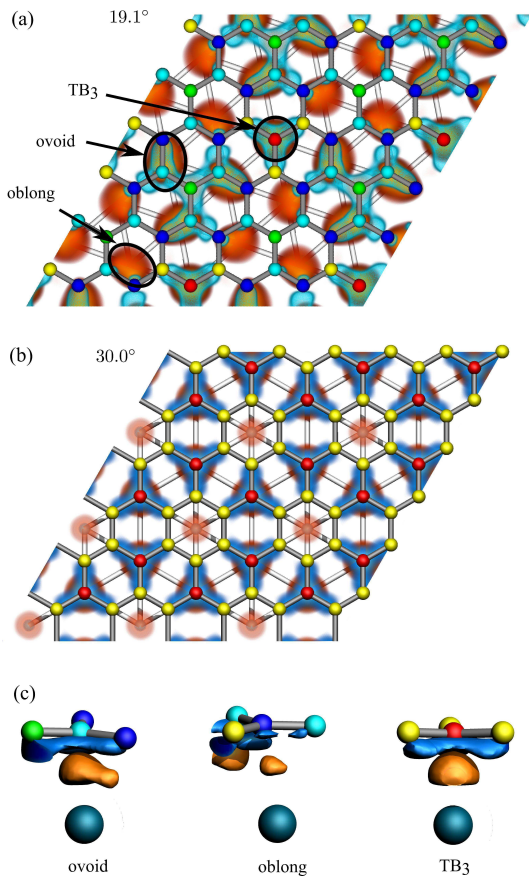 (a)
19.1°
TB3
ovoid
oblong
(b)
30.0°
(c)
ovoid
oblong
TB3